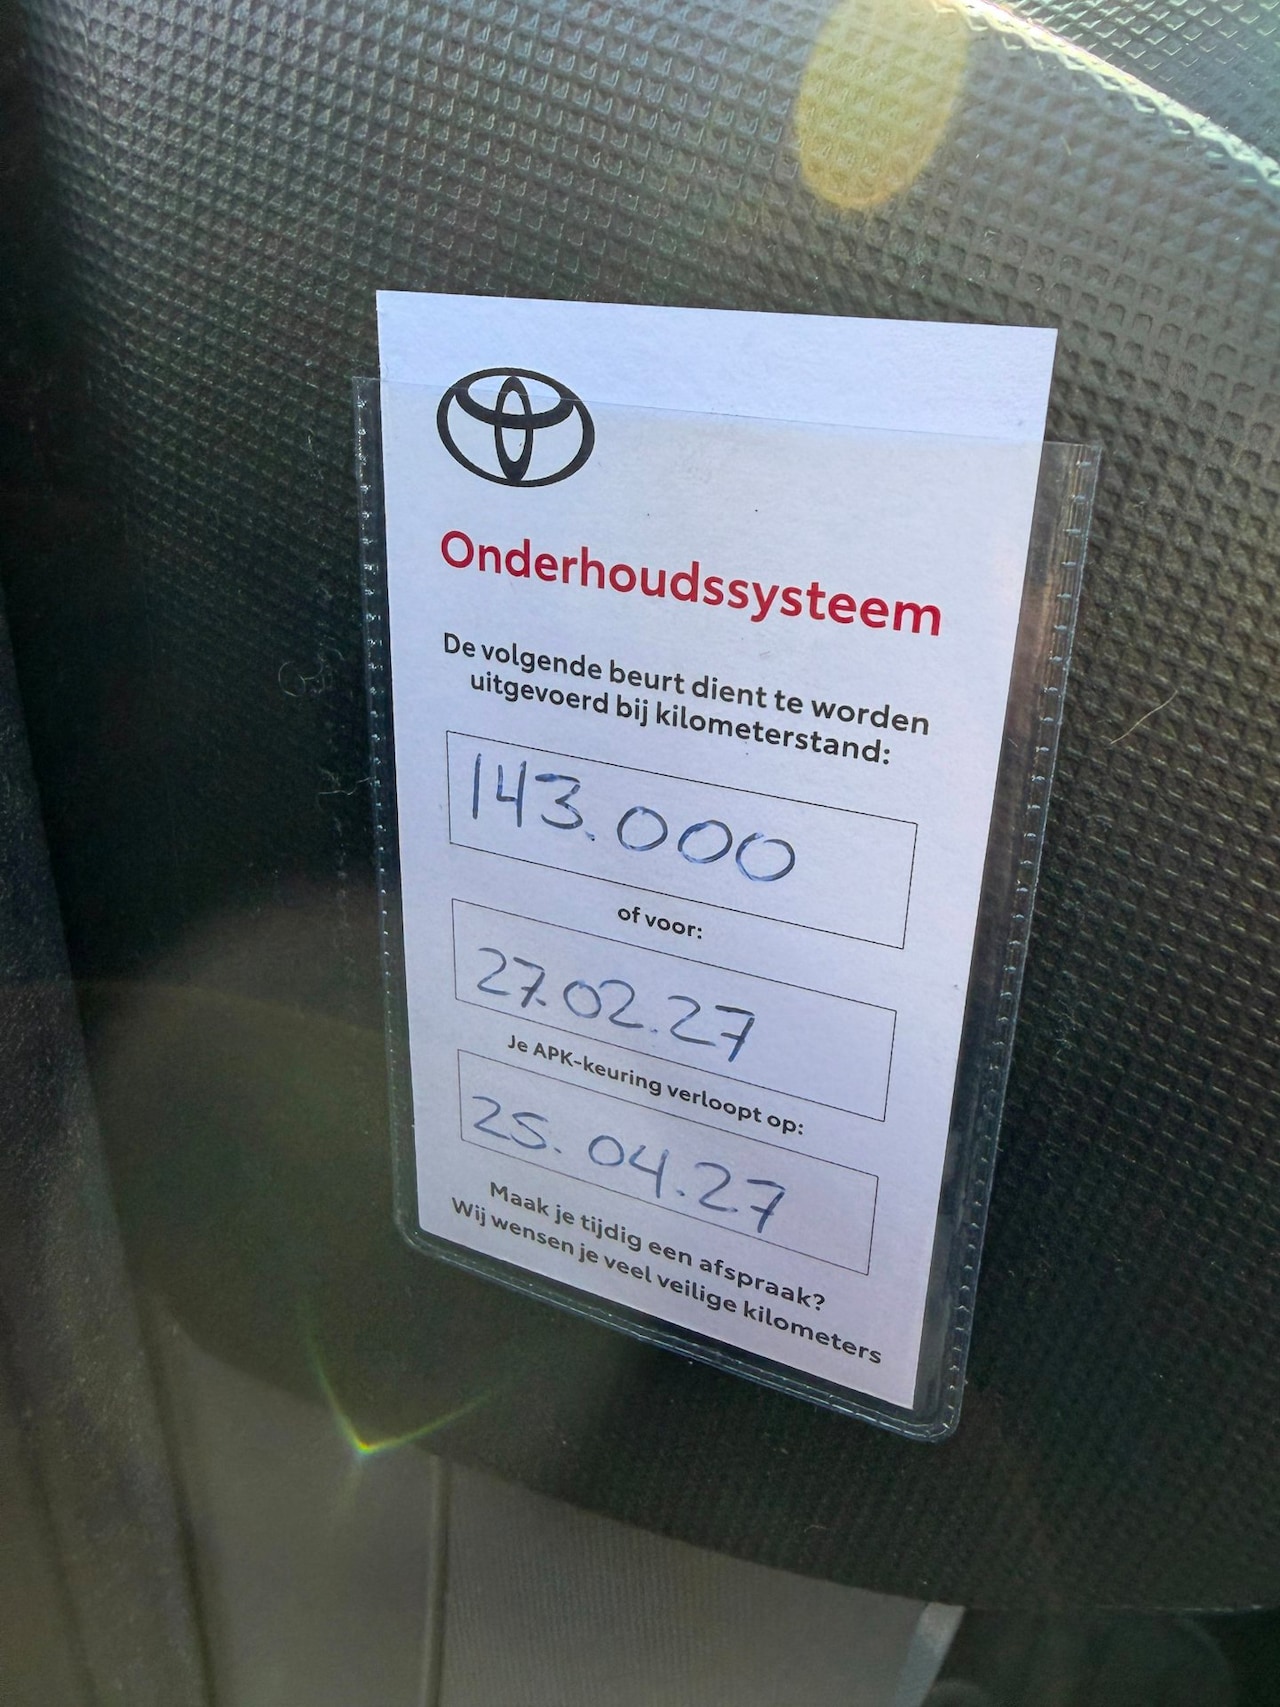 Onderhoudssysteem
De volgende beurt dient te worden
uitgevoerd bij kilometerstand:
143.000
of voor:
27.02.27
Je APK-keuring verloopt op:
25.04.27
Maak je tijdig een afspraak?
Wij wensen je veel veilige kilometers